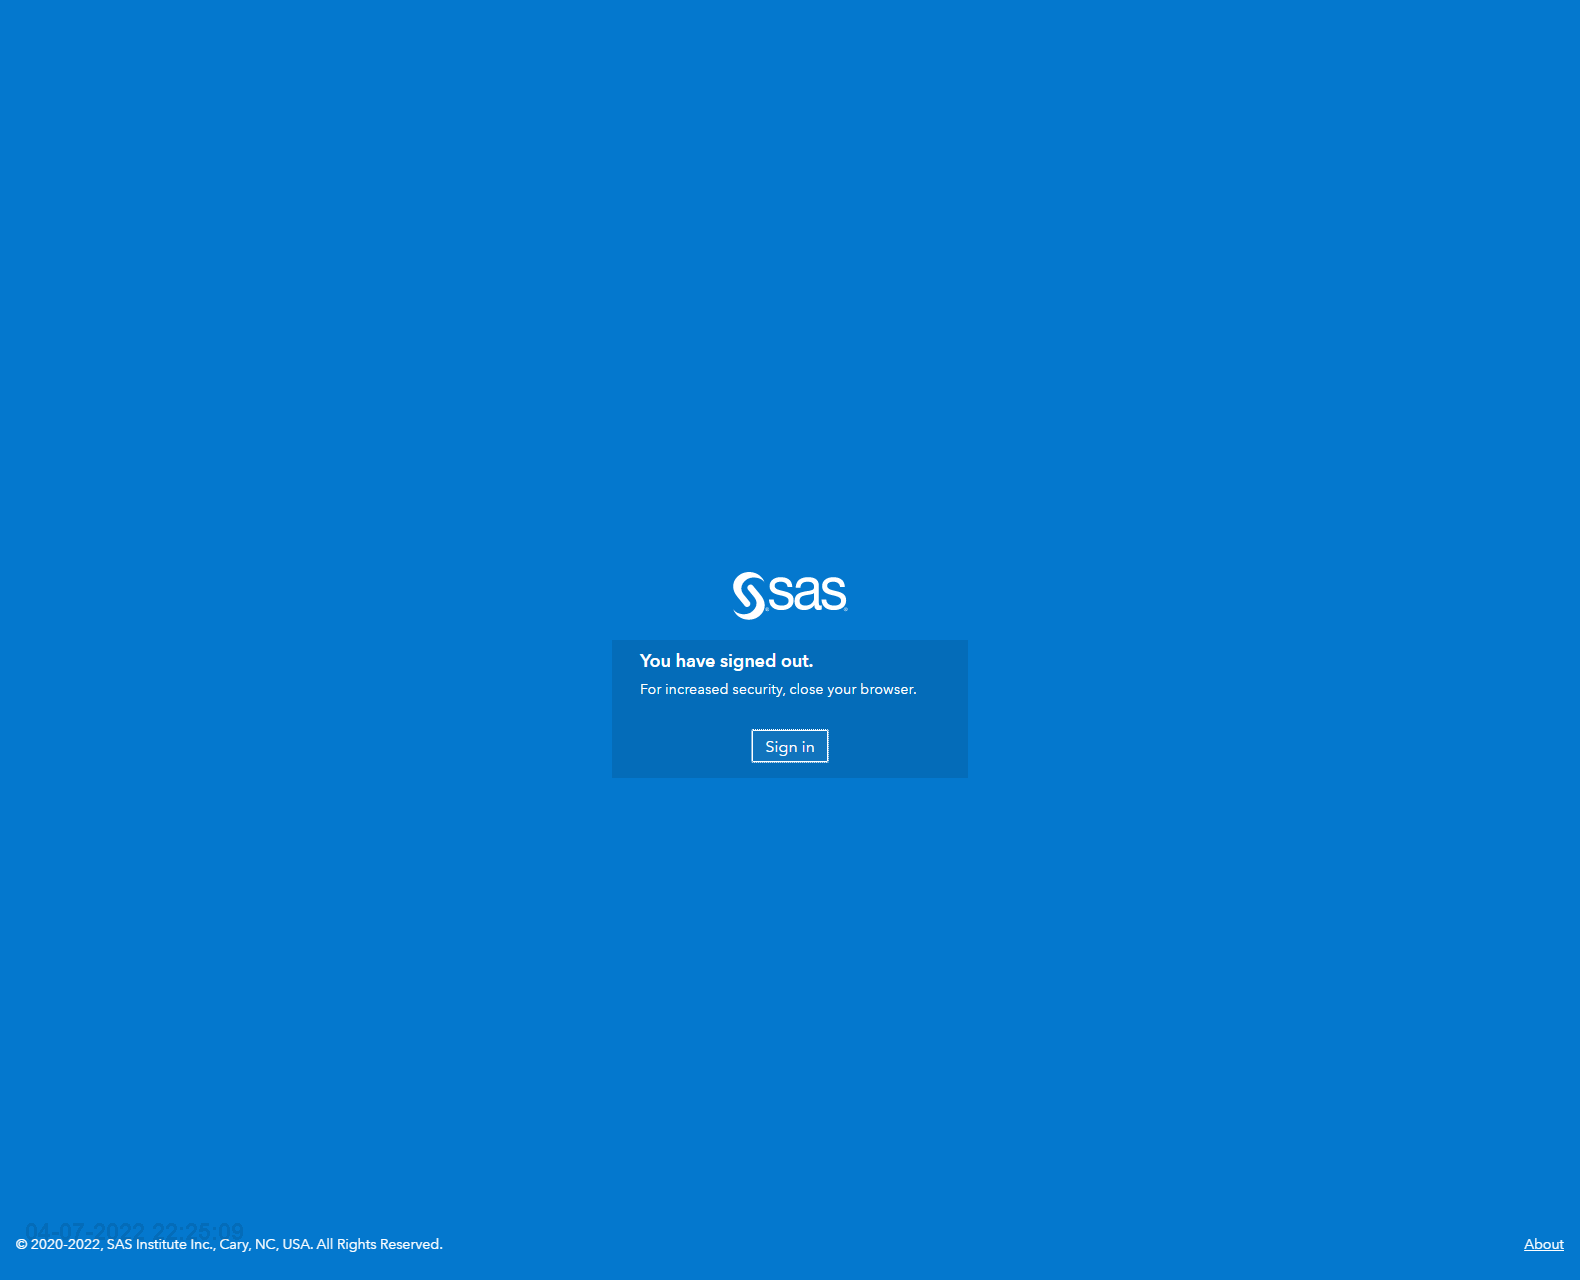 sas
You have signed out.
For increased security, close your browser.
Sign in
04-07-2022 22:25:09
© 2020-2022, SAS Institute Inc., Cary, NC, USA. All Rights Reserved.
About